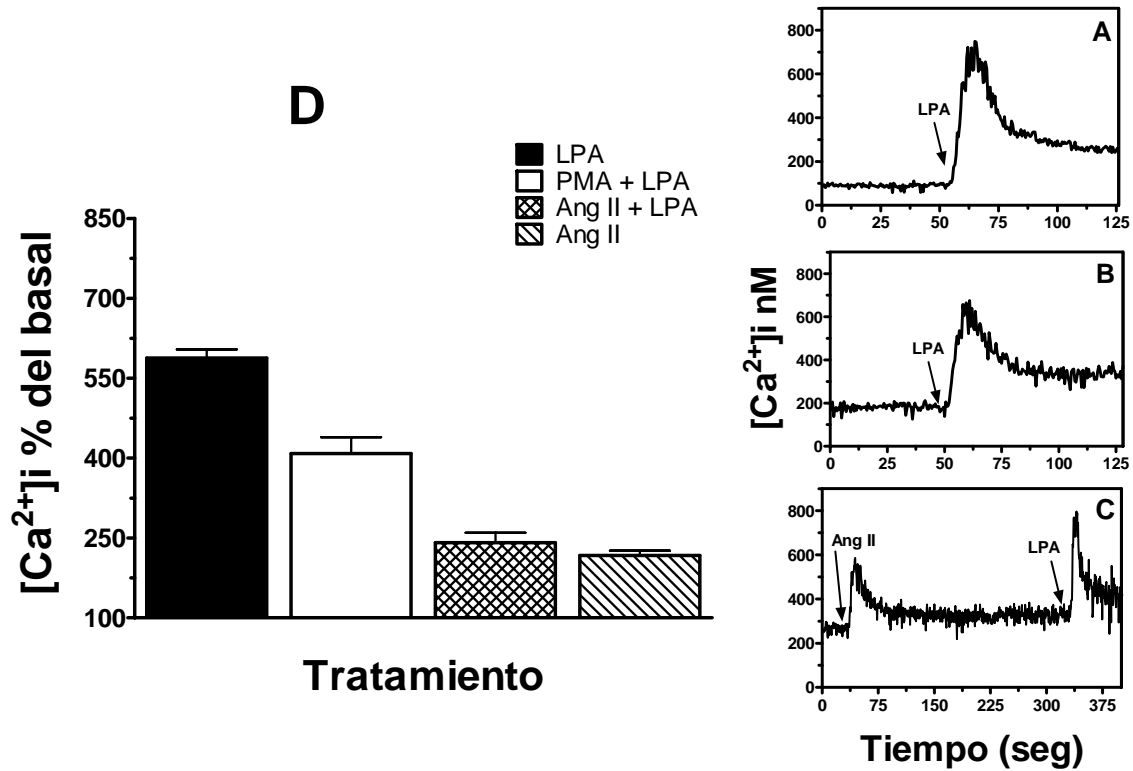 D
LPA
PMA + LPA
Ang II + LPA
Ang II
[Ca²⁺]i % del basal
850
700
550
400
250
100
Tratamiento
[Ca²⁺]i nM
A
800
600
400
200
0
LPA
0 25 50 75 100 125
B
800
600
400
200
0
LPA
0 25 50 75 100 125
C
800
600
400
300
200
0
Ang II
LPA
0 75 150 225 300 375
Tiempo (seg)